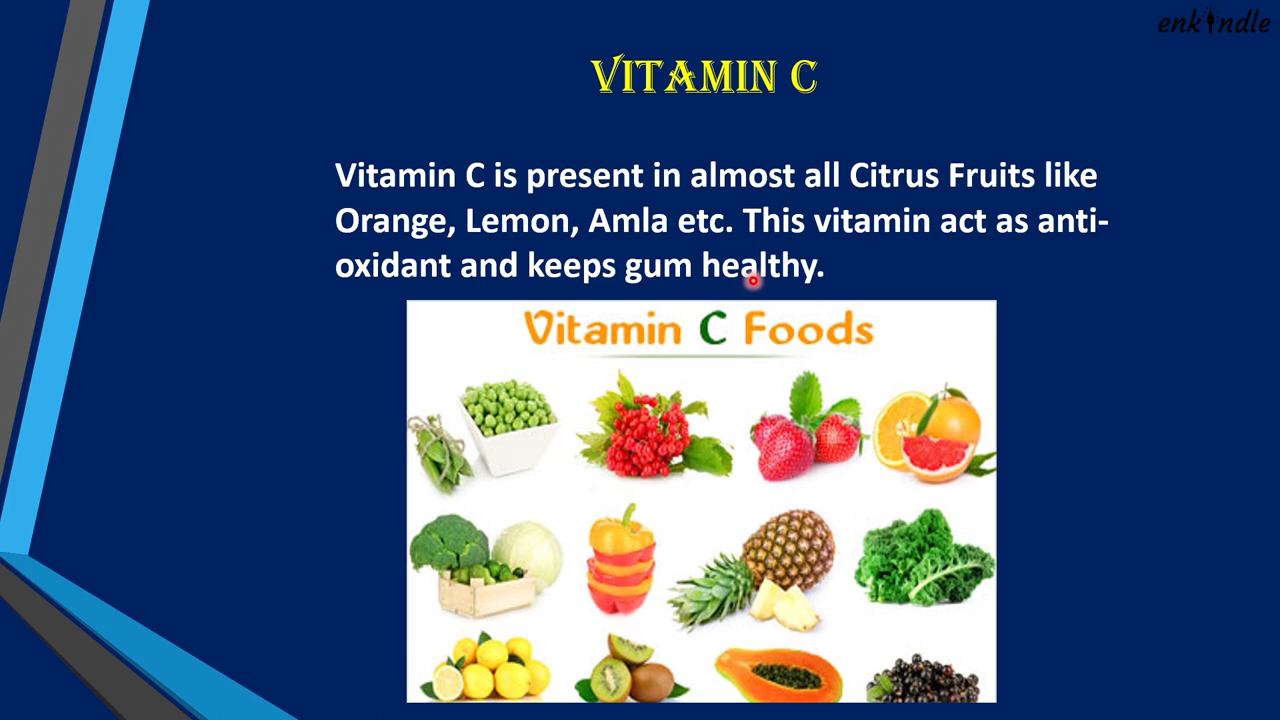 enkindle
VITAMIN C
Vitamin C is present in almost all Citrus Fruits like
Orange, Lemon, Amla etc. This vitamin act as anti-
oxidant and keeps gum healthy.
Vitamin C Foods